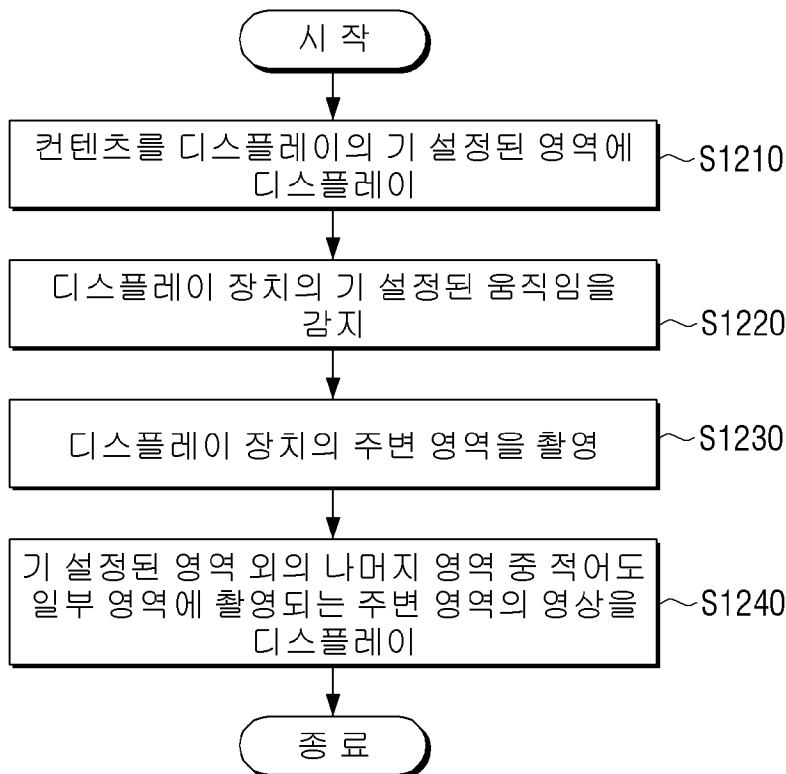 시 작
컨텐츠를 디스플레이의 기 설정된 영역에
디스플레이
S1210
디스플레이 장치의 기 설정된 움직임을
감지
S1220
디스플레이 장치의 주변 영역을 촬영
S1230
기 설정된 영역 외의 나머지 영역 중 적어도
일부 영역에 촬영되는 주변 영역의 영상을
디스플레이
S1240
종 료